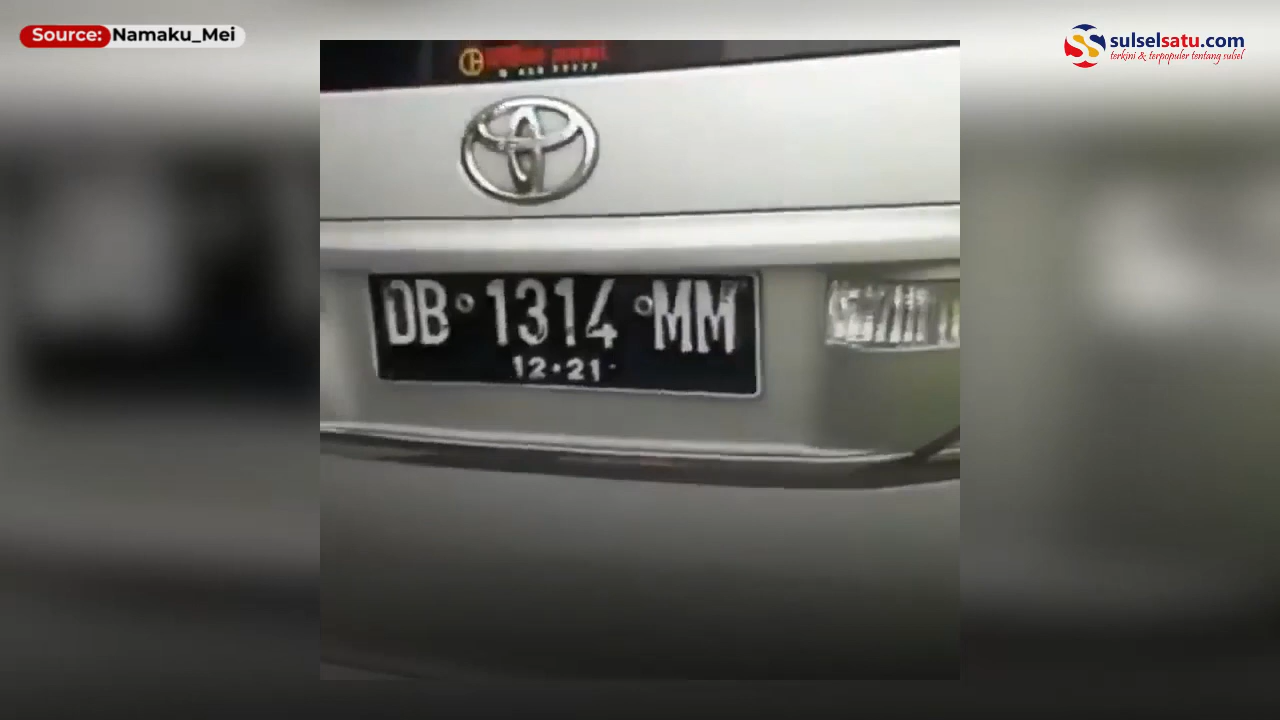 Source: Namaku_Mei
sulselsatu.com
terkini & terpopuler tentang sulsel
DB 1314 MM
12·21